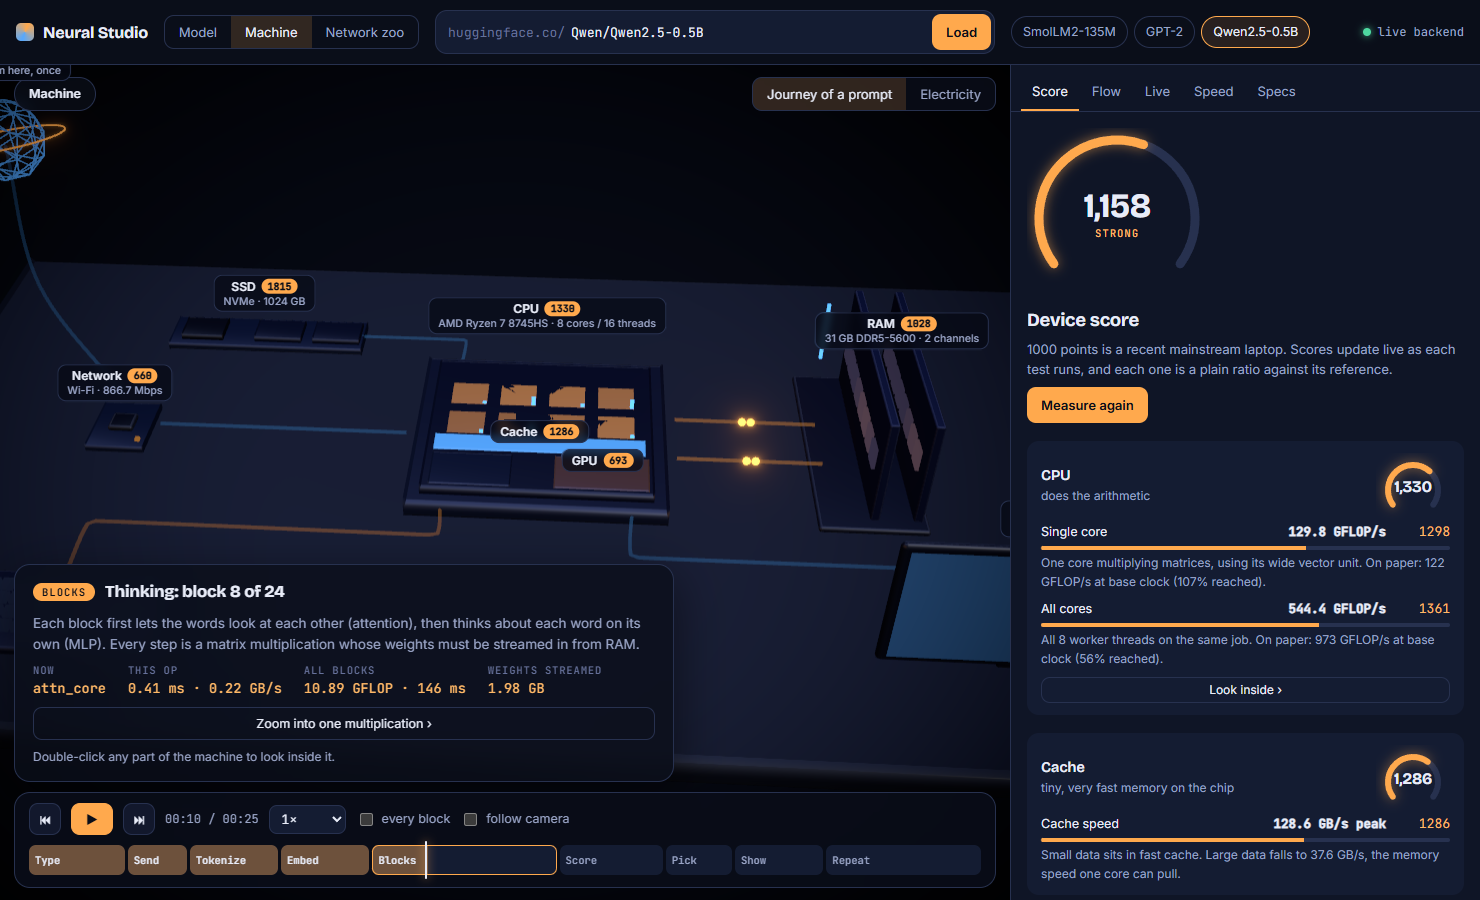 Neural Studio
Model
Machine
Network zoo
huggingface.co/ Qwen/Qwen2.5-0.5B
Load
SmolLM2-135M
GPT-2
Qwen2.5-0.5B
live backend
here, once
Machine
Journey of a prompt
Electricity
SSD 1815
NVMe · 1024 GB
CPU 1330
AMD Ryzen 7 8745HS · 8 cores / 16 threads
RAM 1028
31 GB DDR5-5600 · 2 channels
Network 660
Wi-Fi · 866.7 Mbps
Cache 1286
GPU 693
BLOCKS Thinking: block 8 of 24
Each block first lets the words look at each other (attention), then thinks about each word on its
own (MLP). Every step is a matrix multiplication whose weights must be streamed in from RAM.
NOW
attn_core
THIS OP
0.41 ms · 0.22 GB/s
ALL BLOCKS
10.89 GFLOP · 146 ms
WEIGHTS STREAMED
1.98 GB
Zoom into one multiplication ›
Double-click any part of the machine to look inside it.
00:10 / 00:25
1×
every block
follow camera
Type
Send
Tokenize
Embed
Blocks
Score
Pick
Show
Repeat
Score
Flow
Live
Speed
Specs
1,158
STRONG
Device score
1000 points is a recent mainstream laptop. Scores update live as each
test runs, and each one is a plain ratio against its reference.
Measure again
CPU
does the arithmetic
1,330
Single core 129.8 GFLOP/s 1298
One core multiplying matrices, using its wide vector unit. On paper: 122
GFLOP/s at base clock (107% reached).
All cores 544.4 GFLOP/s 1361
All 8 worker threads on the same job. On paper: 973 GFLOP/s at base
clock (56% reached).
Look inside ›
Cache
tiny, very fast memory on the chip
1,286
Cache speed 128.6 GB/s peak 1286
Small data sits in fast cache. Large data falls to 37.6 GB/s, the memory
speed one core can pull.